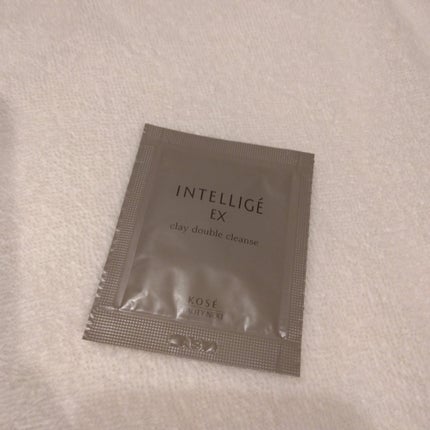 INTELLIGÉ
EX
clay double cleanse
KOSÉ